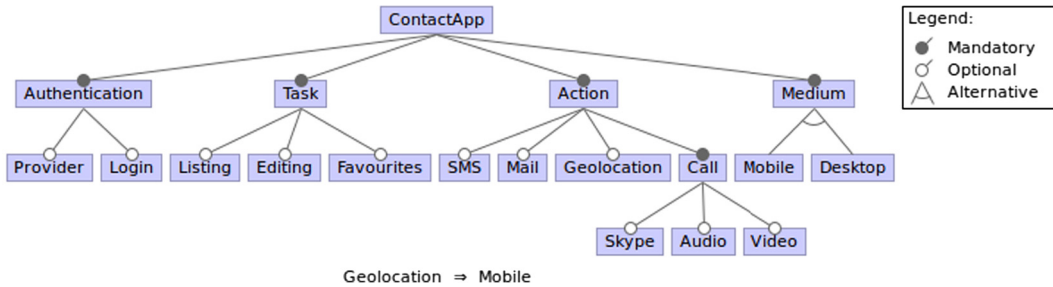 ContactApp
Legend:
Mandatory
Optional
Alternative
Authentication Task Action Medium
Provider Login Listing Editing Favourites SMS Mail Geolocation Call Mobile Desktop
Skype Audio Video
Geolocation ⇒ Mobile